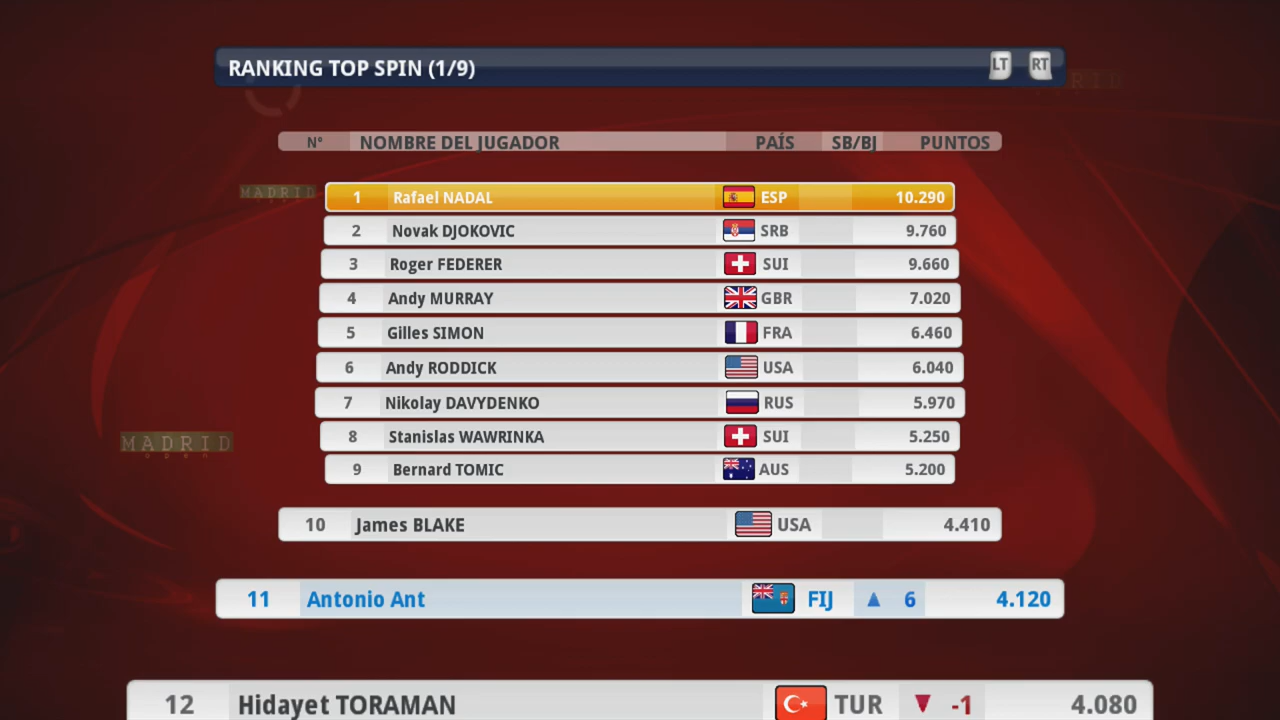 RANKING TOP SPIN (1/9) LT RT
N° NOMBRE DEL JUGADOR PAÍS SB/BJ PUNTOS
MADRID
1 Rafael NADAL ESP 10.290
2 Novak DJOKOVIC SRB 9.760
3 Roger FEDERER SUI 9.660
4 Andy MURRAY GBR 7.020
5 Gilles SIMON FRA 6.460
6 Andy RODDICK USA 6.040
7 Nikolay DAVYDENKO RUS 5.970
8 Stanislas WAWRINKA SUI 5.250
MADRID
open
9 Bernard TOMIC AUS 5.200
10 James BLAKE USA 4.410
11 Antonio Ant FIJ ▲ 6 4.120
12 Hidayet TORAMAN TUR ▼ -1 4.080